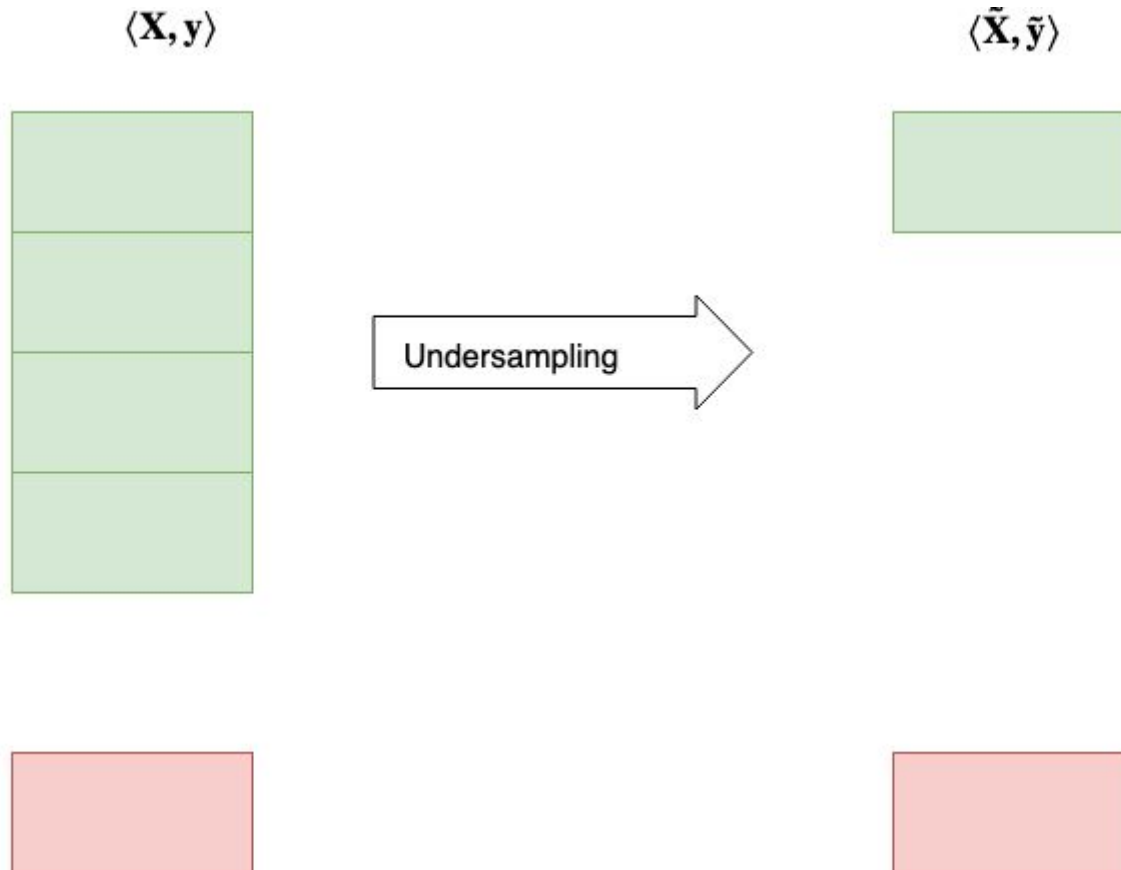 ⟨X, y⟩
⟨X̃, ỹ⟩
Undersampling